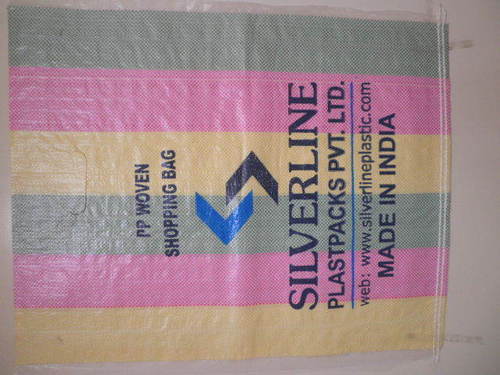 PP WOVEN
SHOPPING BAG
SILVERLINE
PLASTPACKS PVT. LTD.
web: www.silverlineplastic.com
MADE IN INDIA